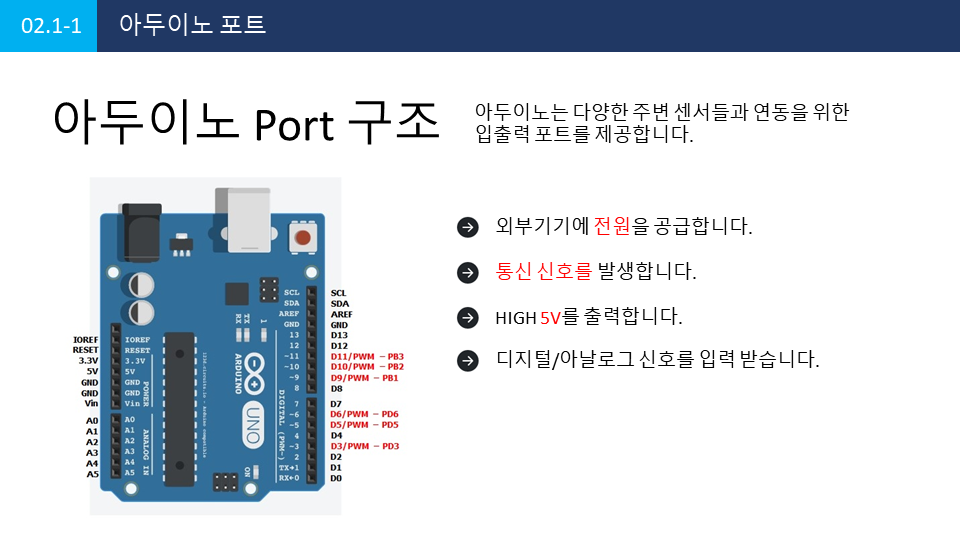 02.1-1 아두이노 포트
아두이노 Port 구조
아두이노는 다양한 주변 센서들과 연동을 위한
입출력 포트를 제공합니다.
외부기기에 전원을 공급합니다.
통신 신호를 발생합니다.
HIGH 5V를 출력합니다.
디지털/아날로그 신호를 입력 받습니다.
IOREF
RESET
3.3V
5V
GND
GND
Vin
A0
A1
A2
A3
A4
A5
IOREF
RESET
3.3V
5V
GND
GND
Vin
POWER
A0
A1
A2
A3
A4
A5
ANALOG IN
TX
RX
1
ARDUINO
UNO
ON
DIGITAL (PWM~)
SCL
SDA
AREF
GND
13
12
~11
~10
~9
8
7
~6
~5
4
~3
2
TX→1
RX←0
SCL
SDA
AREF
GND
D13
D12
D11/PWM – PB3
D10/PWM – PB2
D9/PWM – PB1
D8
D7
D6/PWM – PD6
D5/PWM – PD5
D4
D3/PWM – PD3
D2
D1
D0